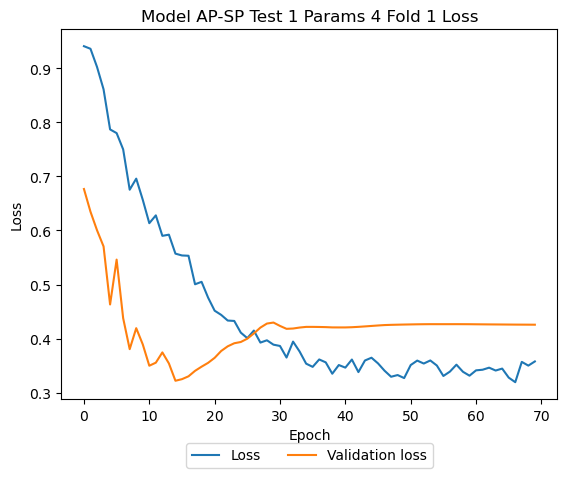 Model AP-SP Test 1 Params 4 Fold 1 Loss
Loss
0.9
0.8
0.7
0.6
0.5
0.4
0.3
0 10 20 30 40 50 60 70
Epoch
Loss Validation loss